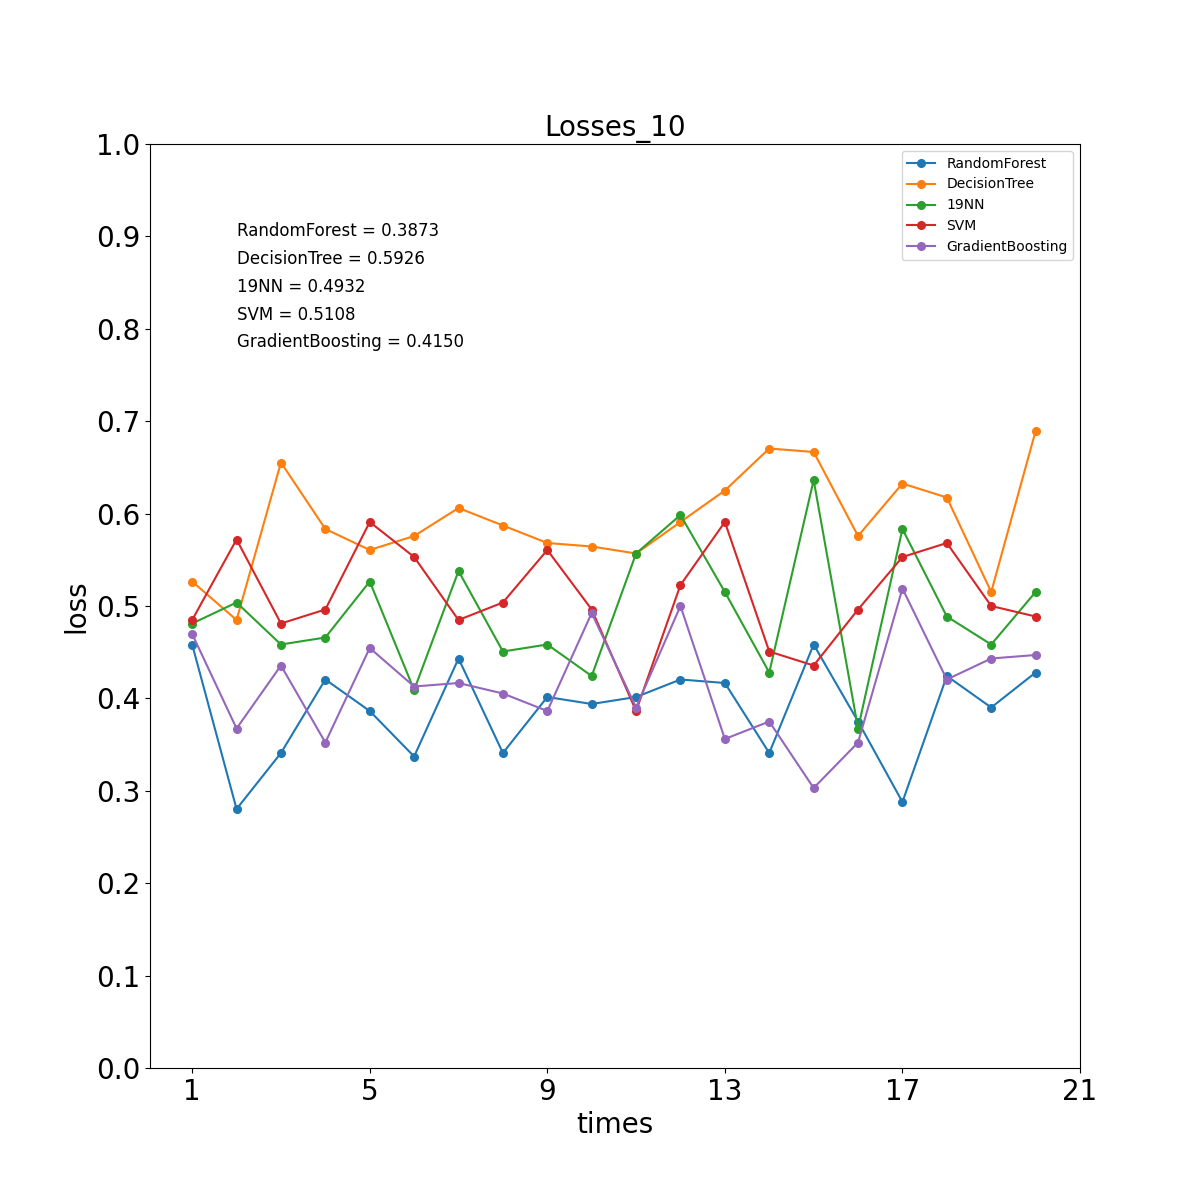 Losses_10
RandomForest = 0.3873
DecisionTree = 0.5926
19NN = 0.4932
SVM = 0.5108
GradientBoosting = 0.4150
RandomForest
DecisionTree
19NN
SVM
GradientBoosting
1.0
0.9
0.8
0.7
0.6
0.5
0.4
0.3
0.2
0.1
0.0
loss
1 5 9 13 17 21
times